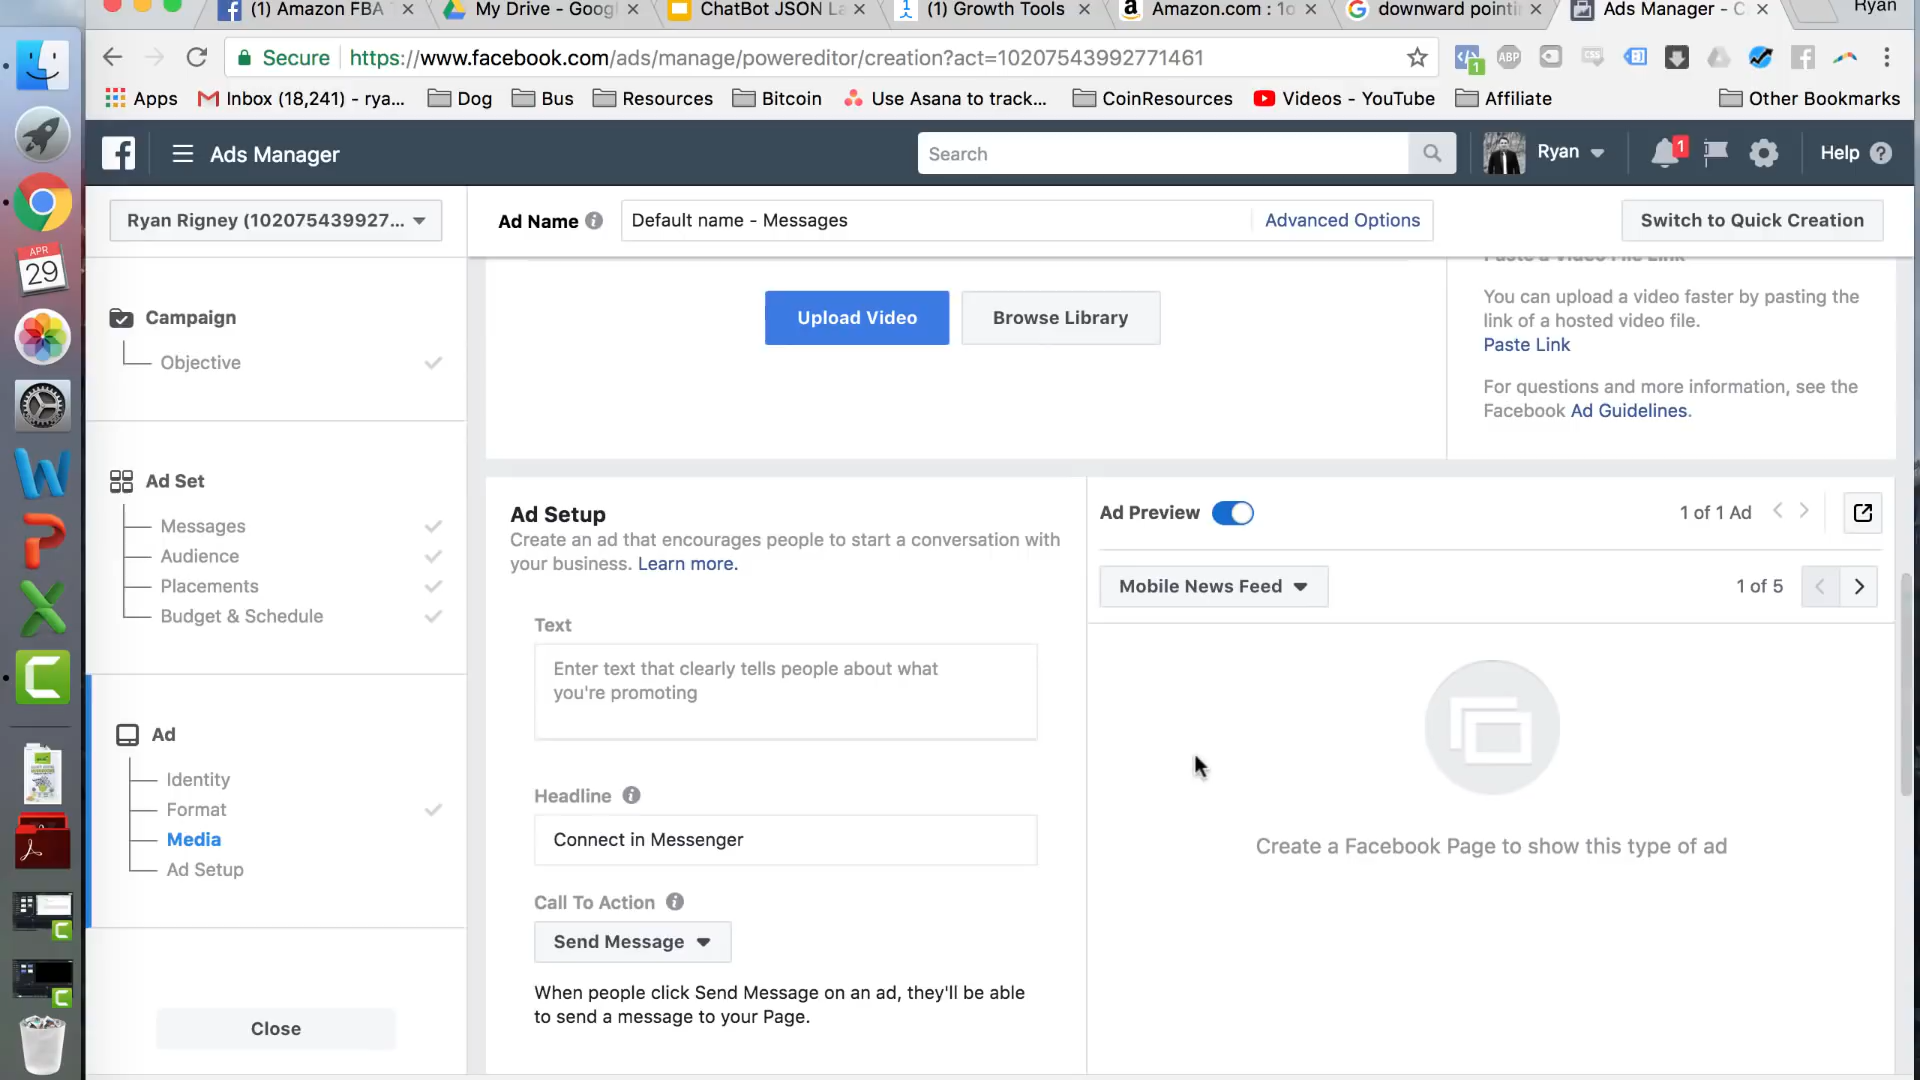 (1) Amazon FBA
My Drive - Googl
ChatBot JSON La
(1) Growth Tools
Amazon.com : 1o
downward pointi
Ads Manager - C
Ryan
Secure https://www.facebook.com/ads/manage/powereditor/creation?act=10207543992771461
Apps
Inbox (18,241) - rya...
Dog
Bus
Resources
Bitcoin
Use Asana to track...
CoinResources
Videos - YouTube
Affiliate
Other Bookmarks
Ads Manager
Search
Ryan
1
Help
Ryan Rigney (102075439927...
Ad Name
Default name - Messages
Advanced Options
Switch to Quick Creation
Campaign
Objective
Ad Set
Messages
Audience
Placements
Budget & Schedule
Ad
Identity
Format
Media
Ad Setup
Close
Upload Video
Browse Library
Paste a Video File Link
You can upload a video faster by pasting the
link of a hosted video file.
Paste Link
For questions and more information, see the
Facebook Ad Guidelines.
Ad Setup
Create an ad that encourages people to start a conversation with
your business. Learn more.
Text
Enter text that clearly tells people about what
you're promoting
Headline
Connect in Messenger
Call To Action
Send Message
When people click Send Message on an ad, they'll be able
to send a message to your Page.
Ad Preview
1 of 1 Ad
Mobile News Feed
1 of 5
Create a Facebook Page to show this type of ad
APR
29